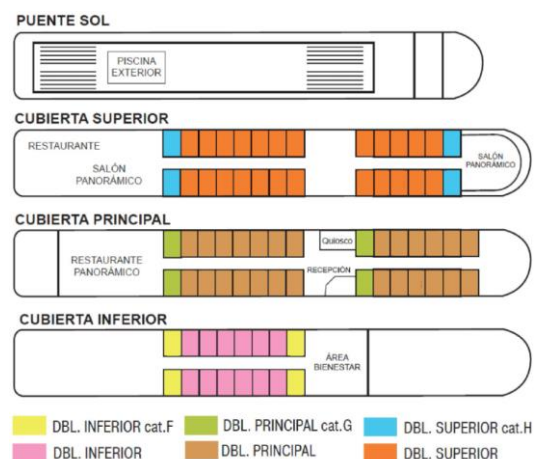 PUENTE SOL
PISCINA
EXTERIOR
CUBIERTA SUPERIOR
RESTAURANTE
SALÓN
PANORÁMICO
SALÓN
PANORÁMICO
CUBIERTA PRINCIPAL
RESTAURANTE
PANORÁMICO
Quiosco
RECEPCIÓN
CUBIERTA INFERIOR
ÁREA
BIENESTAR
DBL. INFERIOR cat.F
DBL. PRINCIPAL cat.G
DBL. SUPERIOR cat.H
DBL. INFERIOR
DBL. PRINCIPAL
DBL. SUPERIOR